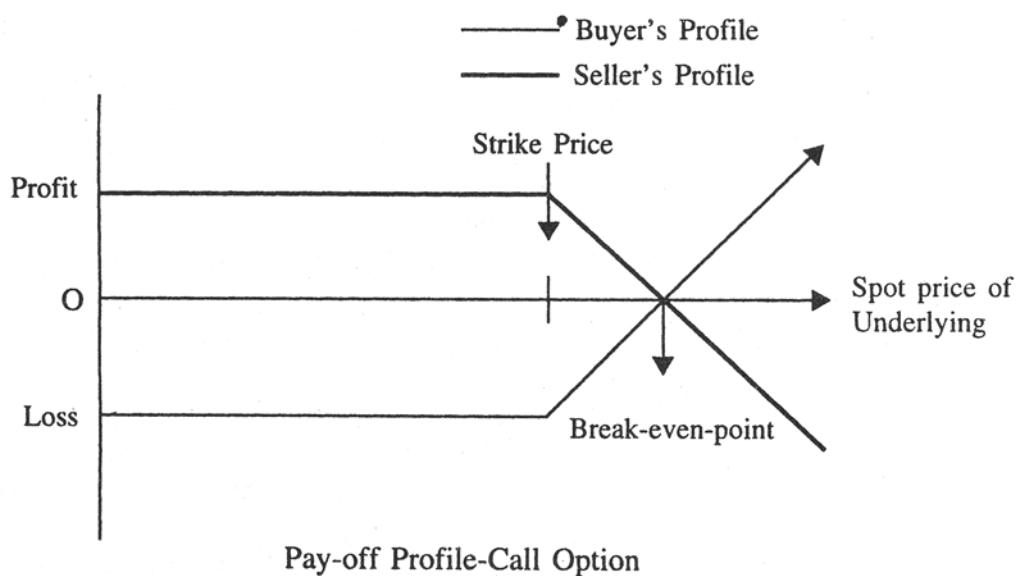 Buyer's Profile
Seller's Profile
Strike Price
Profit
O
Spot price of
Underlying
Loss
Break-even-point
Pay-off Profile-Call Option